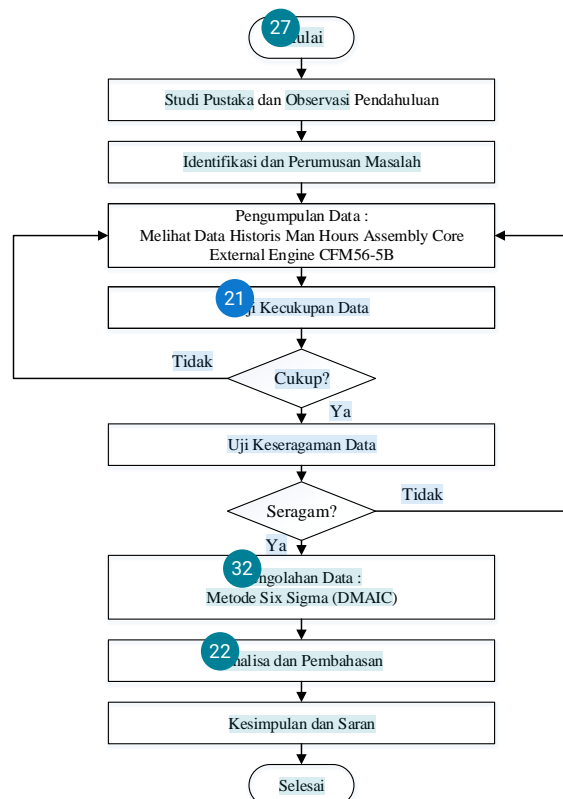 27
ulai
Studi Pustaka dan Observasi Pendahuluan
Identifikasi dan Perumusan Masalah
Pengumpulan Data :
Melihat Data Historis Man Hours Assembly Core
External Engine CFM56-5B
21
ji Kecukupan Data
Tidak
Cukup?
Ya
Uji Keseragaman Data
Tidak
Seragam?
Ya
32
engolahan Data :
Metode Six Sigma (DMAIC)
22
nalisa dan Pembahasan
Kesimpulan dan Saran
Selesai